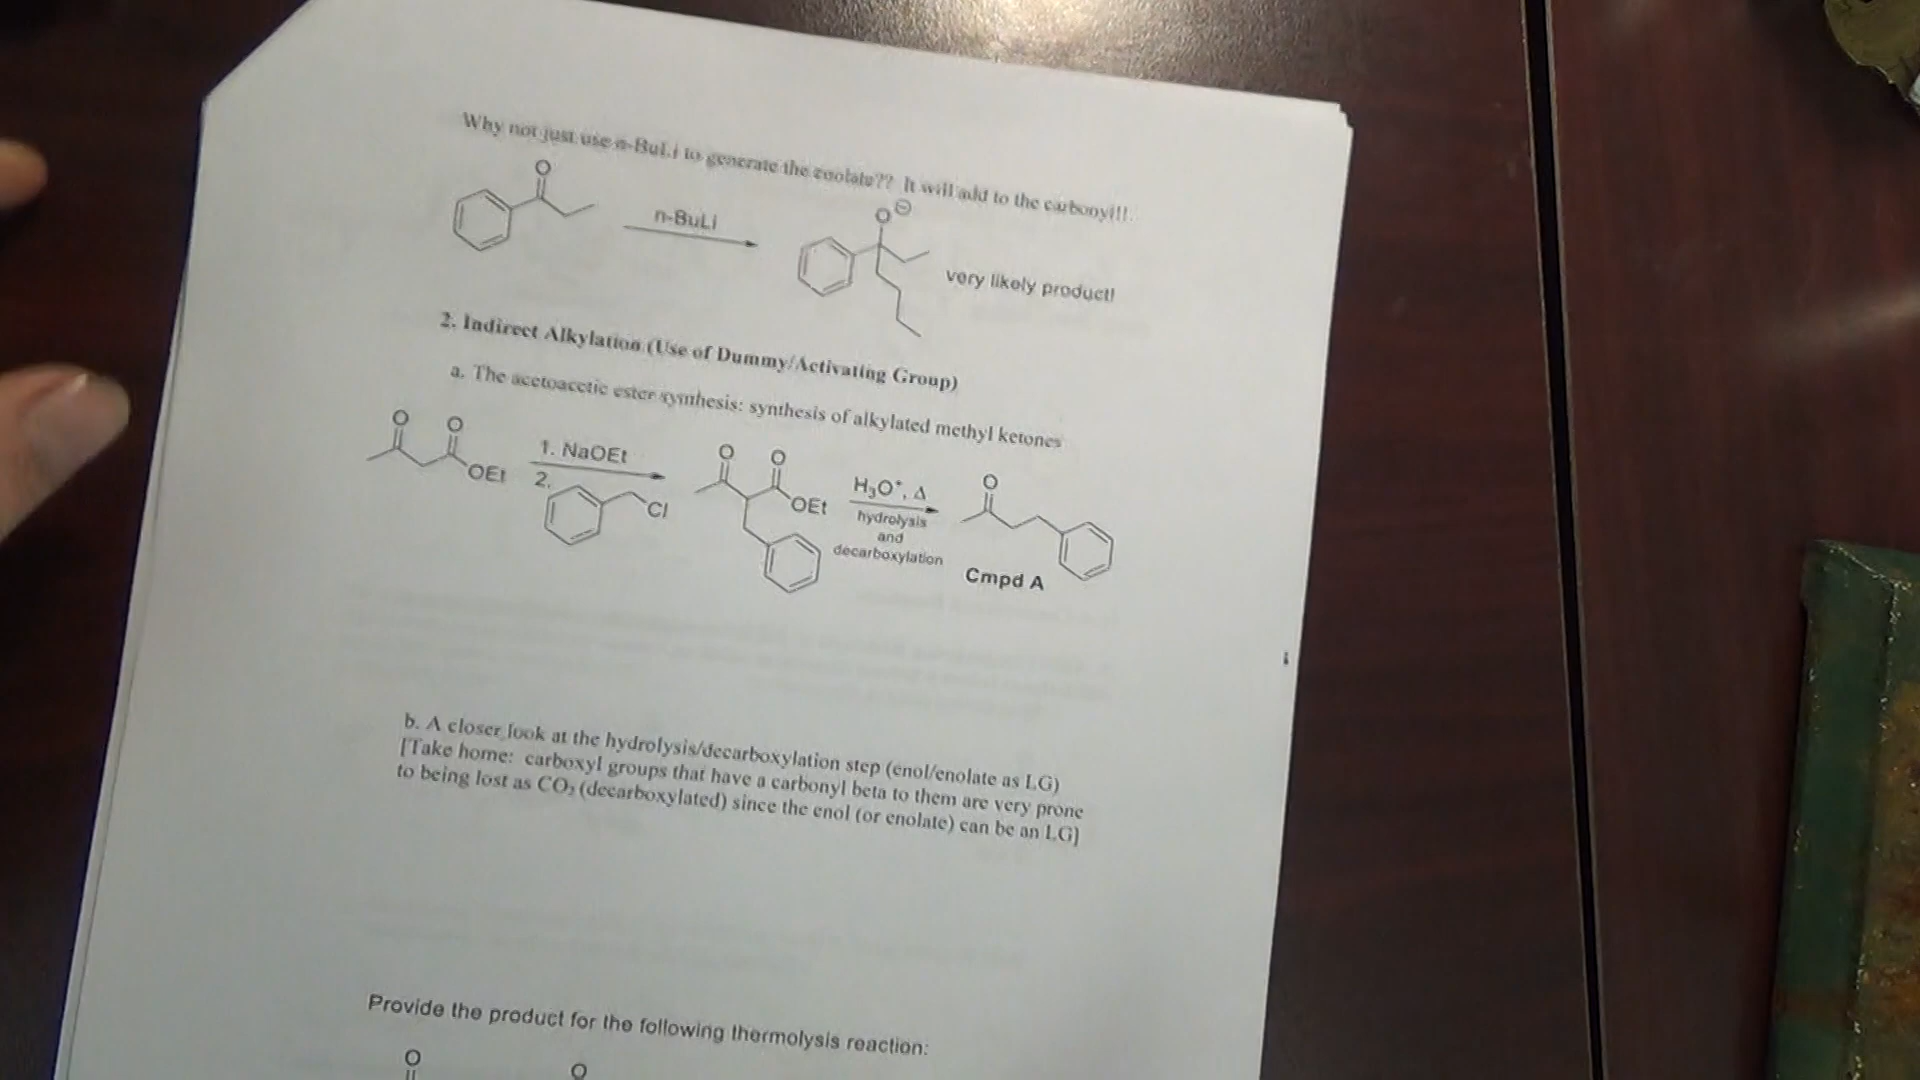 Why not just use n-BuLi to generate the enolate?? It will add to the carbonyl!!.
O
n-BuLi
O⊖
very likely product!
2. Indirect Alkylation (Use of Dummy/Activating Group)
a. The acetoacetic ester synthesis: synthesis of alkylated methyl ketones
O O
OEt
1. NaOEt
2.
Cl
O O
OEt
H₃O⁺, Δ
hydrolysis
and
decarboxylation
O
Cmpd A
b. A closer look at the hydrolysis/decarboxylation step (enol/enolate as LG)
[Take home: carboxyl groups that have a carbonyl beta to them are very prone
to being lost as CO₂ (decarboxylated) since the enol (or enolate) can be an LG]
Provide the product for the following thermolysis reaction:
O O